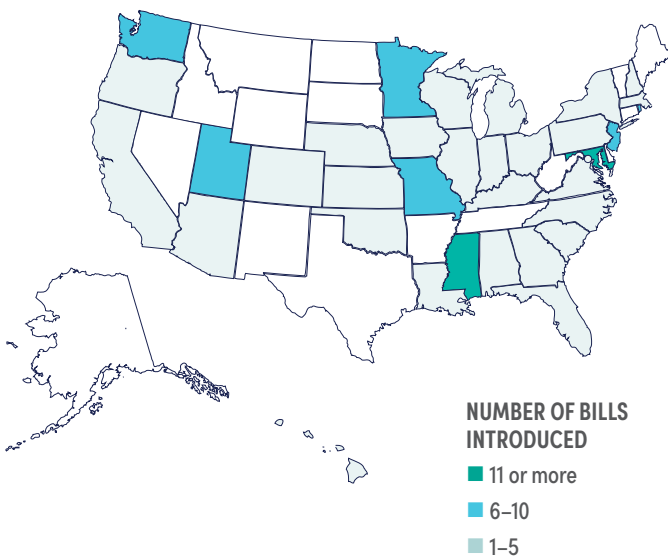 NUMBER OF BILLS
INTRODUCED
11 or more
6–10
1–5